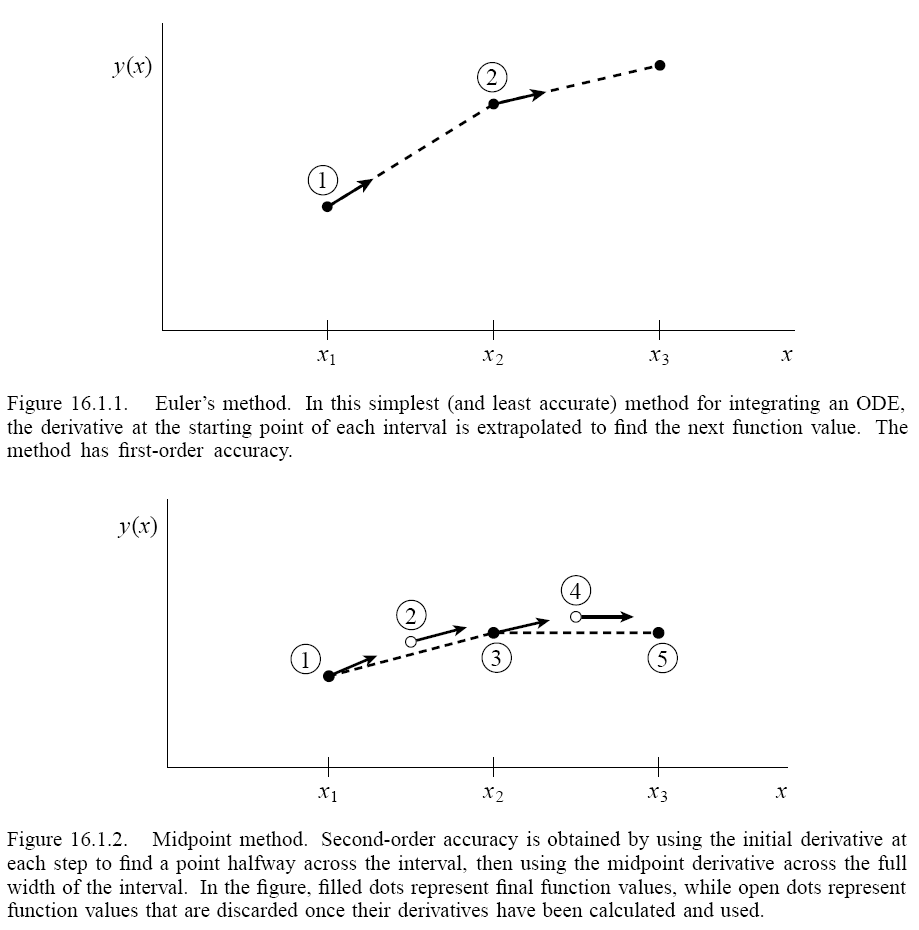 y(x)
1
2
x1
x2
x3
x
Figure 16.1.1. Euler’s method. In this simplest (and least accurate) method for integrating an ODE,
the derivative at the starting point of each interval is extrapolated to find the next function value. The
method has first-order accuracy.
y(x)
1
2
3
4
5
x1
x2
x3
x
Figure 16.1.2. Midpoint method. Second-order accuracy is obtained by using the initial derivative at
each step to find a point halfway across the interval, then using the midpoint derivative across the full
width of the interval. In the figure, filled dots represent final function values, while open dots represent
function values that are discarded once their derivatives have been calculated and used.